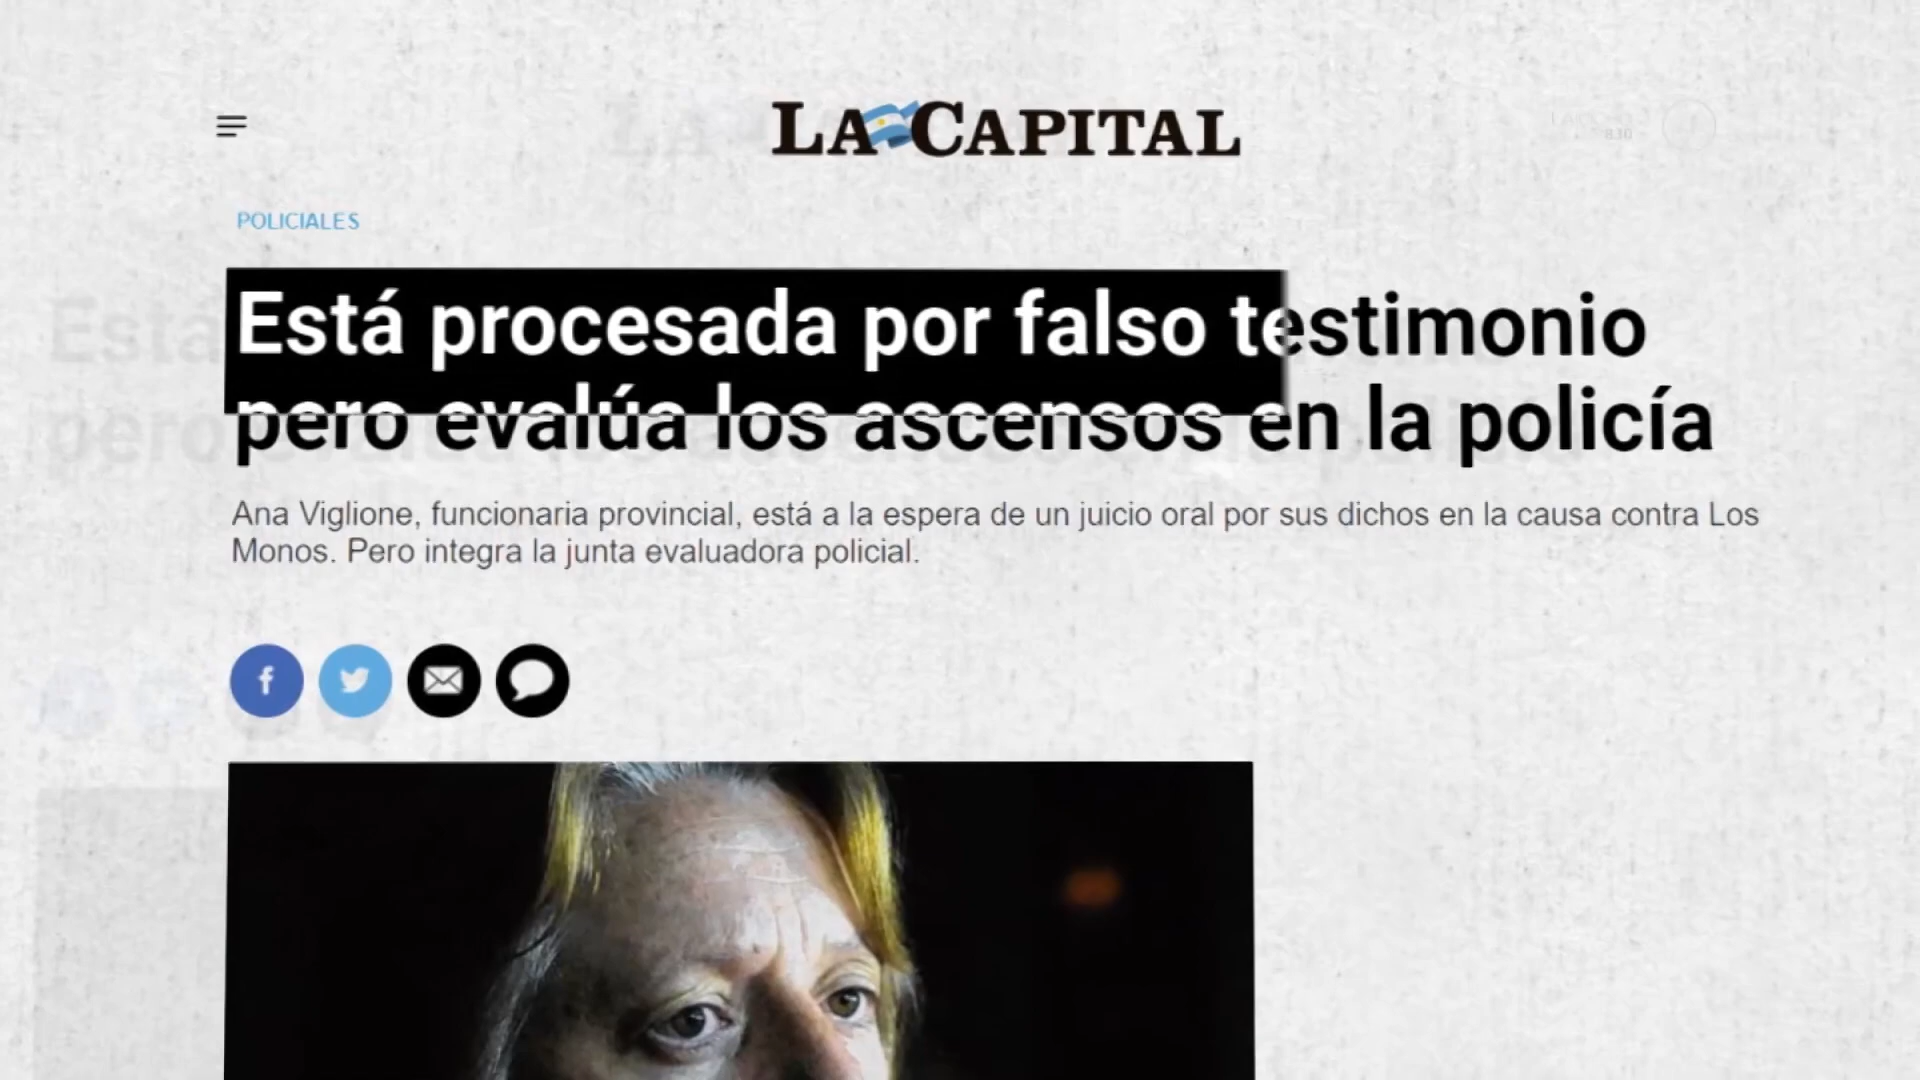 LA CAPITAL
POLICIALES
Está procesada por falso testimonio
pero evalúa los ascensos en la policía
Ana Viglione, funcionaria provincial, está a la espera de un juicio oral por sus dichos en la causa contra Los
Monos. Pero integra la junta evaluadora policial.